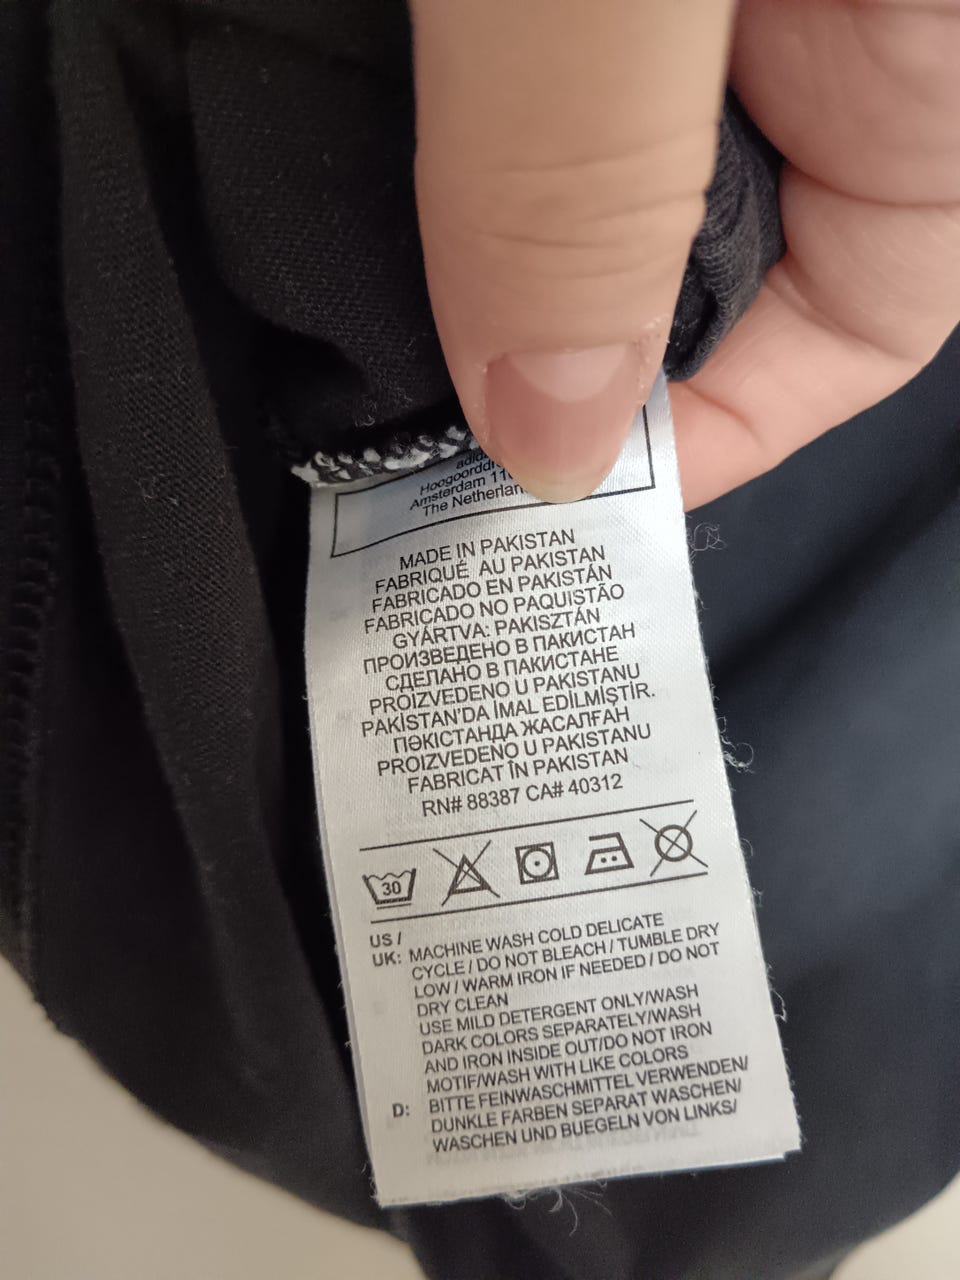 Amsterdam
The
MADE IN PAKISTAN
FABRIQUÉ AU PAKISTAN
FABRICADO EN PAKISTÁN
FABRICADO NO PAQUISTÃO
GYÁRTVA: PAKISZTÁN
ПРОИЗВЕДЕНО В ПАКИСТАН
СДЕЛАНО В ПАКИСТАНЕ
PROIZVEDENO U PAKISTANU
PAKİSTAN'DA İMAL EDİLMİŞTİR.
ПӘКІСТАНДА ЖАСАЛҒАН
PROIZVEDENO U PAKISTANU
FABRICAT ÎN PAKISTAN
RN# 88387 CA# 40312
30
US /
UK: MACHINE WASH COLD DELICATE
CYCLE / DO NOT BLEACH / TUMBLE DRY
LOW / WARM IRON IF NEEDED / DO NOT
DRY CLEAN
USE MILD DETERGENT ONLY/WASH
DARK COLORS SEPARATELY/WASH
AND IRON INSIDE OUT/DO NOT IRON
MOTIF/WASH WITH LIKE COLORS
D: BITTE FEINWASCHMITTEL VERWENDEN/
DUNKLE FARBEN SEPARAT WASCHEN/
WASCHEN UND BUEGELN VON LINKS/